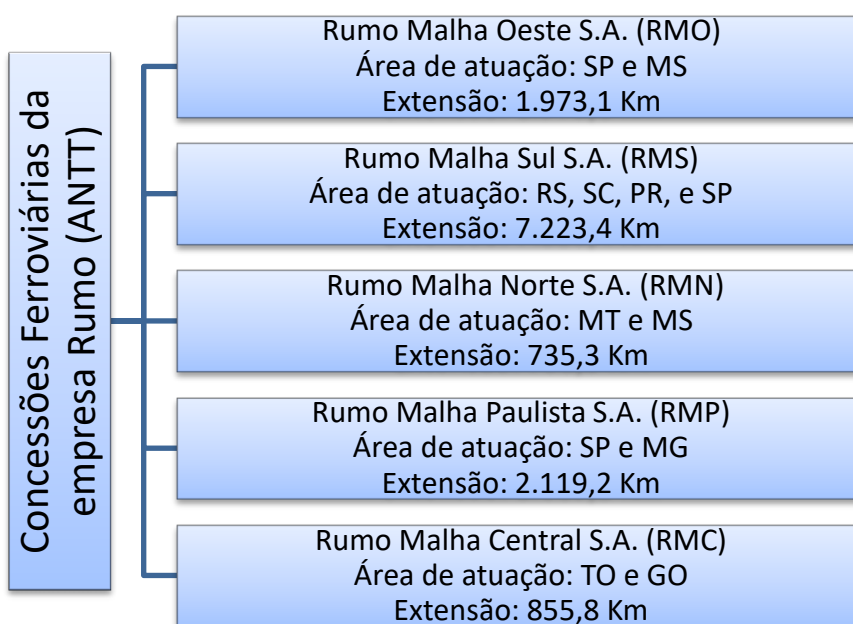 Concessões Ferroviárias da
empresa Rumo (ANTT)
Rumo Malha Oeste S.A. (RMO)
Área de atuação: SP e MS
Extensão: 1.973,1 Km
Rumo Malha Sul S.A. (RMS)
Área de atuação: RS, SC, PR, e SP
Extensão: 7.223,4 Km
Rumo Malha Norte S.A. (RMN)
Área de atuação: MT e MS
Extensão: 735,3 Km
Rumo Malha Paulista S.A. (RMP)
Área de atuação: SP e MG
Extensão: 2.119,2 Km
Rumo Malha Central S.A. (RMC)
Área de atuação: TO e GO
Extensão: 855,8 Km